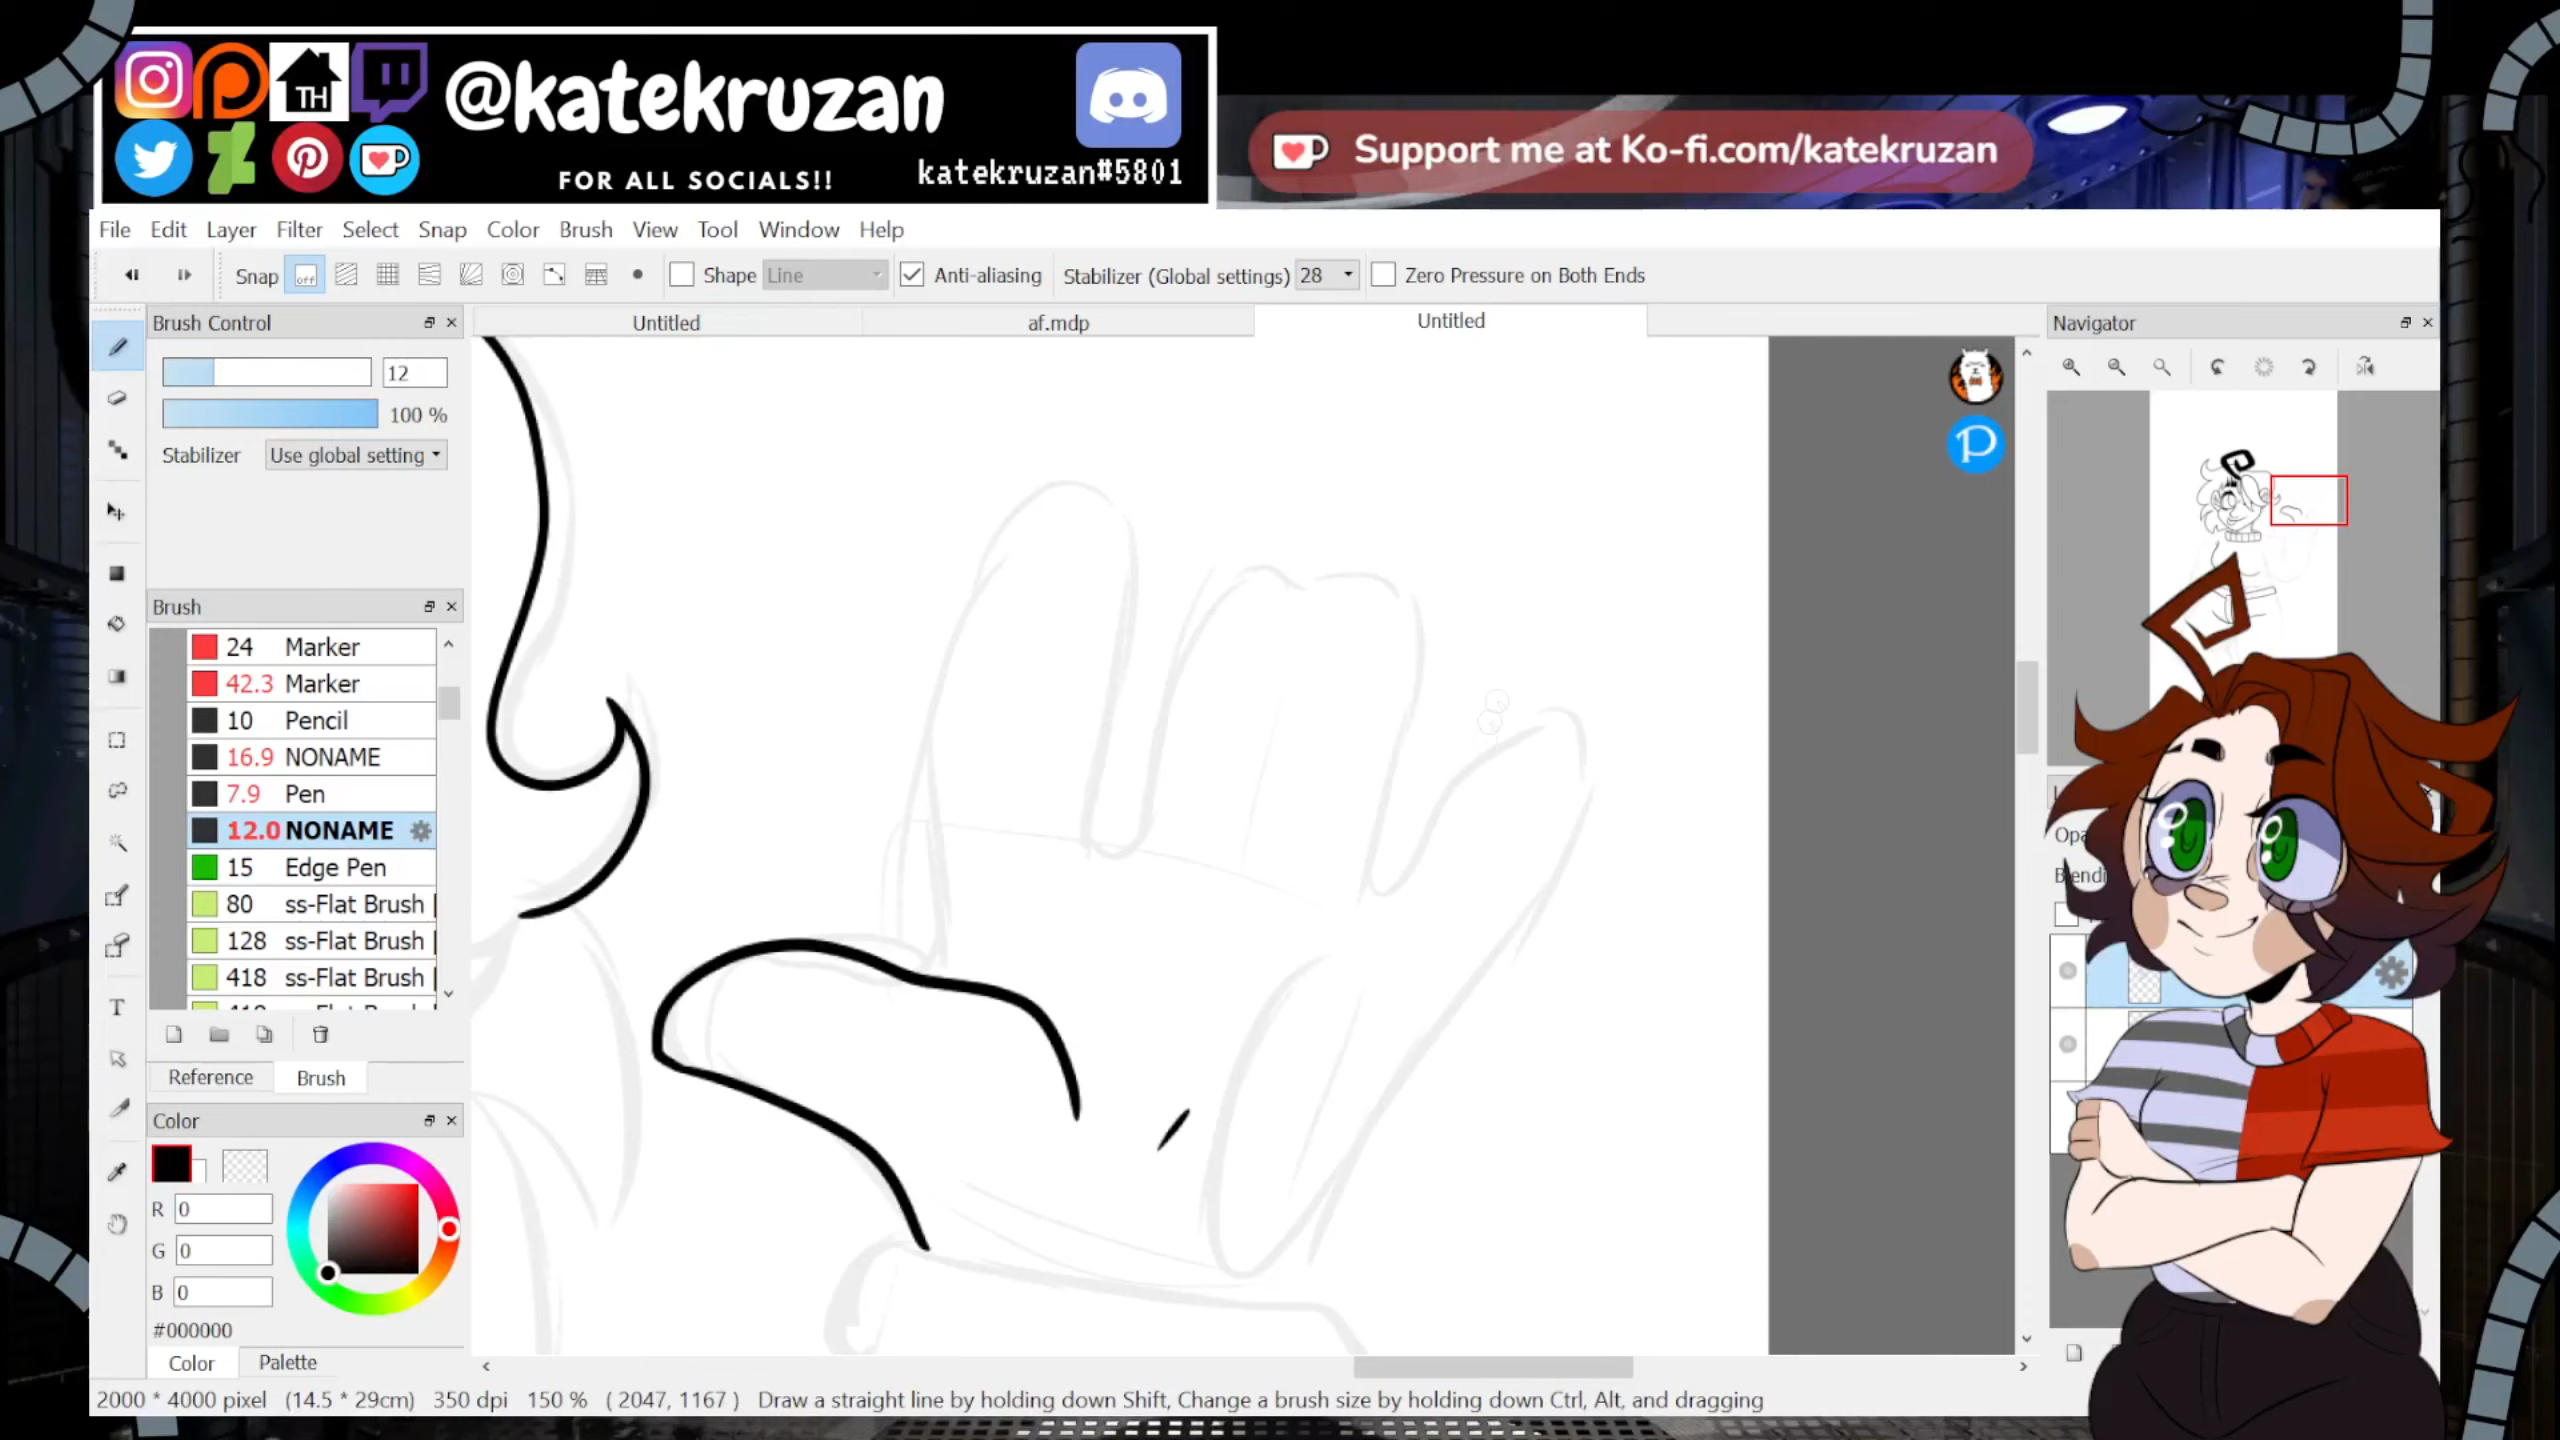 TH
@katekruzan
FOR ALL SOCIALS!!
katekruzan#5801
Support me at Ko-fi.com/katekruzan
File Edit Layer Filter Select Snap Color Brush View Tool Window Help
Snap off Shape Line Anti-aliasing Stabilizer (Global settings) 28 Zero Pressure on Both Ends
Brush Control
Untitled af.mdp Untitled
Navigator
12
100 %
Stabilizer Use global setting
Brush
24 Marker
42.3 Marker
10 Pencil
16.9 NONAME
7.9 Pen
12.0 NONAME
15 Edge Pen
80 ss-Flat Brush
128 ss-Flat Brush
418 ss-Flat Brush
Reference Brush
Color
R 0
G 0
B 0
#000000
Color Palette
2000 * 4000 pixel (14.5 * 29cm) 350 dpi 150 % ( 2047, 1167 ) Draw a straight line by holding down Shift, Change a brush size by holding down Ctrl, Alt, and dragging